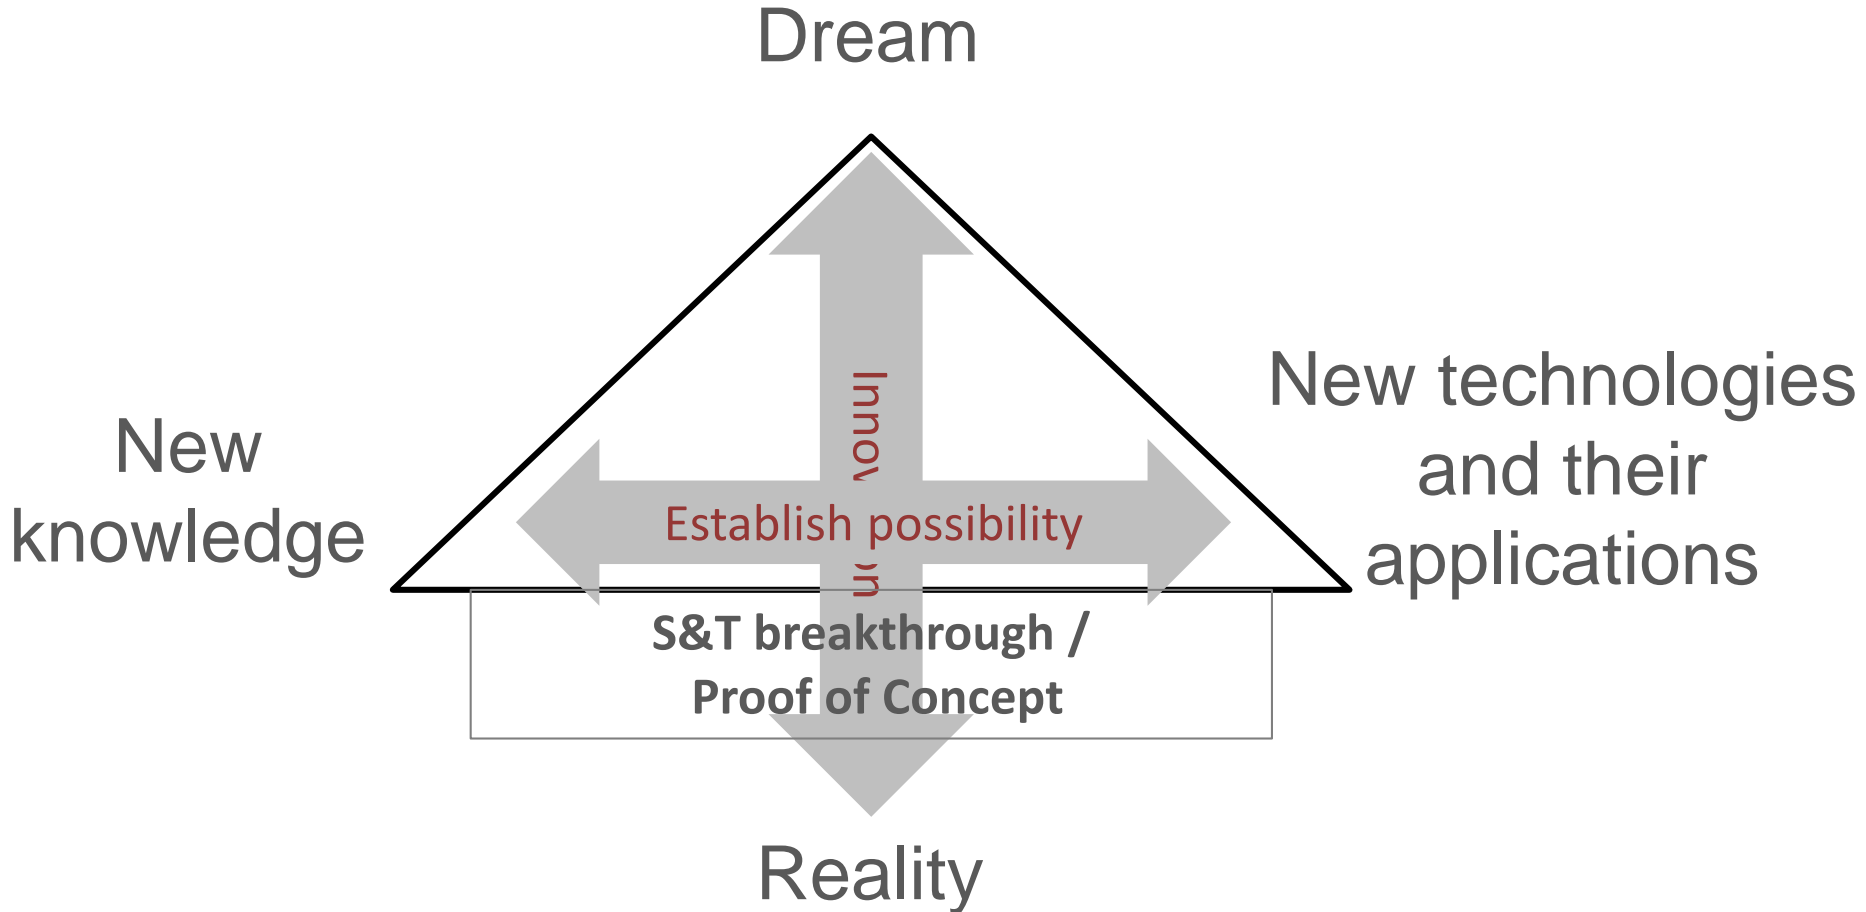 Dream
New technologies
and their
applications
New
knowledge
Establish possibility
S&T breakthrough /
Proof of Concept
Reality